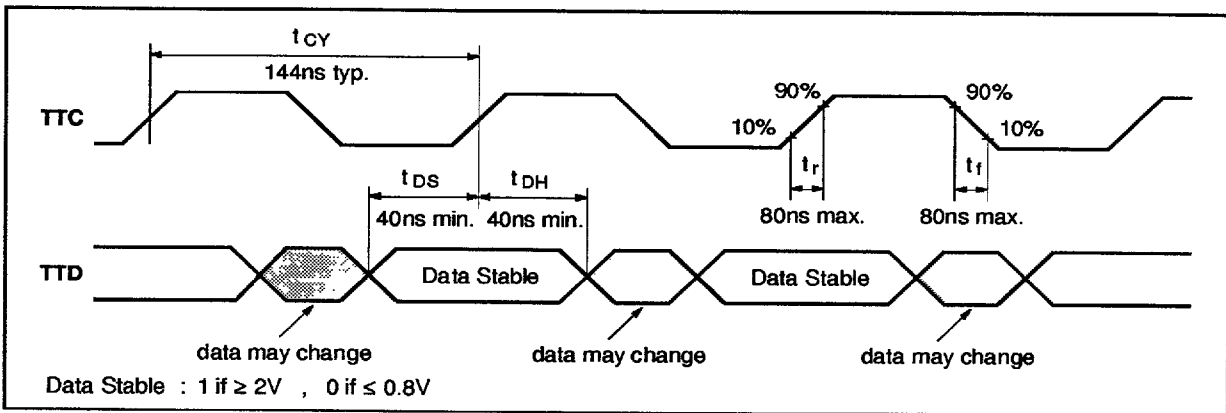 t CY
144ns typ.
TTC
90%
10%
90%
10%
t DS
t DH
t r
t f
40ns min.
40ns min.
80ns max.
80ns max.
TTD
Data Stable
Data Stable
data may change
data may change
data may change
Data Stable : 1 if ≥ 2V , 0 if ≤ 0.8V